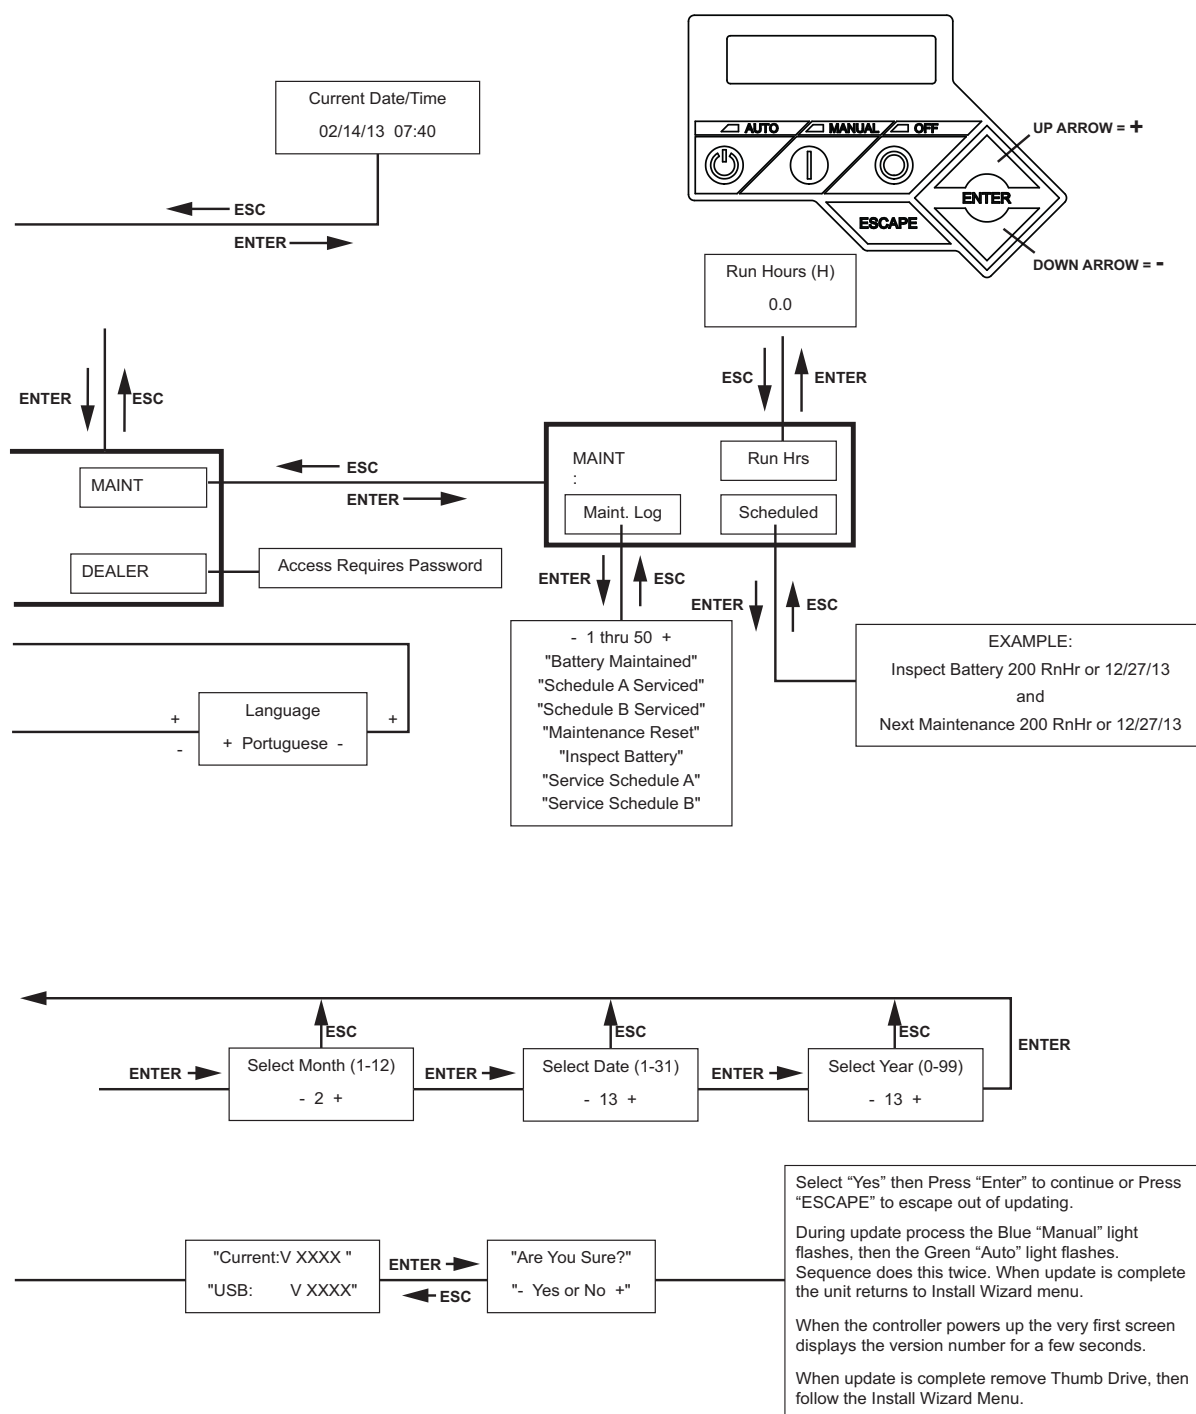 Current Date/Time
02/14/13 07:40
ESC
ENTER
AUTO
MANUAL
OFF
UP ARROW = +
ENTER
ESCAPE
DOWN ARROW = -
Run Hours (H)
0.0
ESC
ENTER
ENTER
ESC
MAINT
DEALER
Access Requires Password
ESC
ENTER
MAINT
:
Run Hrs
Maint. Log
Scheduled
ENTER
ESC
ENTER
ESC
- 1 thru 50 +
"Battery Maintained"
"Schedule A Serviced"
"Schedule B Serviced"
"Maintenance Reset"
"Inspect Battery"
"Service Schedule A"
"Service Schedule B"
EXAMPLE:
Inspect Battery 200 RnHr or 12/27/13
and
Next Maintenance 200 RnHr or 12/27/13
+
-
Language
+ Portuguese -
+
ESC
ESC
ESC
ENTER
ENTER
Select Month (1-12)
- 2 +
ENTER
Select Date (1-31)
- 13 +
ENTER
Select Year (0-99)
- 13 +
"Current:V XXXX "
"USB: V XXXX"
ENTER
ESC
"Are You Sure?"
"- Yes or No +"
Select “Yes” then Press “Enter” to continue or Press
“ESCAPE” to escape out of updating.
During update process the Blue “Manual” light
flashes, then the Green “Auto” light flashes.
Sequence does this twice. When update is complete
the unit returns to Install Wizard menu.
When the controller powers up the very first screen
displays the version number for a few seconds.
When update is complete remove Thumb Drive, then
follow the Install Wizard Menu.